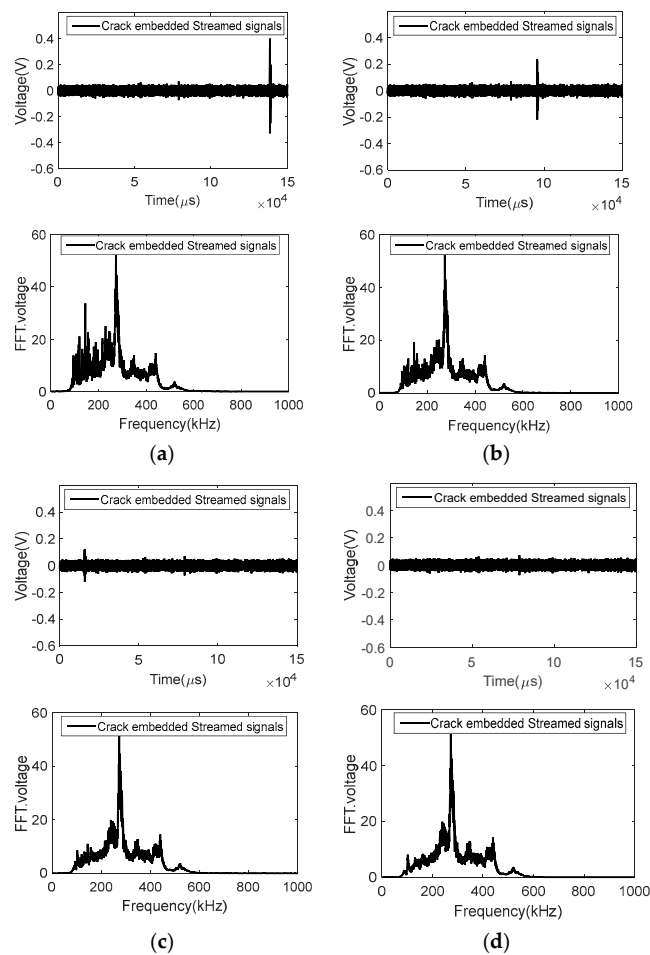 Crack embedded Streamed signals
Voltage(V)
0.4
0.2
0
-0.2
-0.4
-0.6
0 5 10 15
Time(μs)
×10⁴
Crack embedded Streamed signals
Voltage(V)
0.4
0.2
0
-0.2
-0.4
-0.6
0 5 10 15
Time(μs)
×10⁴
Crack embedded Streamed signals
FFT.voltage
60
40
20
0
0 200 400 600 800 1000
Frequency(kHz)
(a)
Crack embedded Streamed signals
FFT.voltage
60
40
20
0
0 200 400 600 800 1000
Frequency(kHz)
(b)
Crack embedded Streamed signals
Voltage(V)
0.4
0.2
0
-0.2
-0.4
-0.6
0 5 10 15
Time(μs)
×10⁴
Crack embedded Streamed signals
Voltage(V)
0.4
0.2
0
-0.2
-0.4
-0.6
0 5 10 15
Time(μs)
×10⁴
Crack embedded Streamed signals
FFT.voltage
60
40
20
0
0 200 400 600 800 1000
Frequency(kHz)
(c)
Crack embedded Streamed signals
FFT.voltage
60
40
20
0
0 200 400 600 800 1000
Frequency(kHz)
(d)